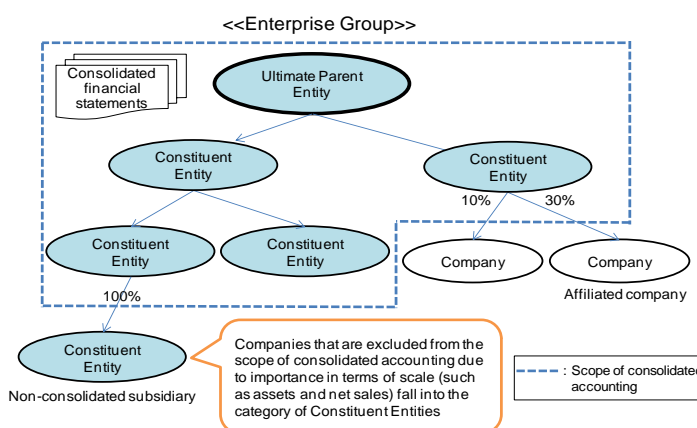 <<Enterprise Group>>
Consolidated
financial
statements
Ultimate Parent
Entity
Constituent
Entity
Constituent
Entity
10%
30%
Constituent
Entity
Constituent
Entity
Company
Company
Affiliated company
100%
Constituent
Entity
Non-consolidated subsidiary
Companies that are excluded from the
scope of consolidated accounting due
to importance in terms of scale (such
as assets and net sales) fall into the
category of Constituent Entities
: Scope of consolidated
accounting